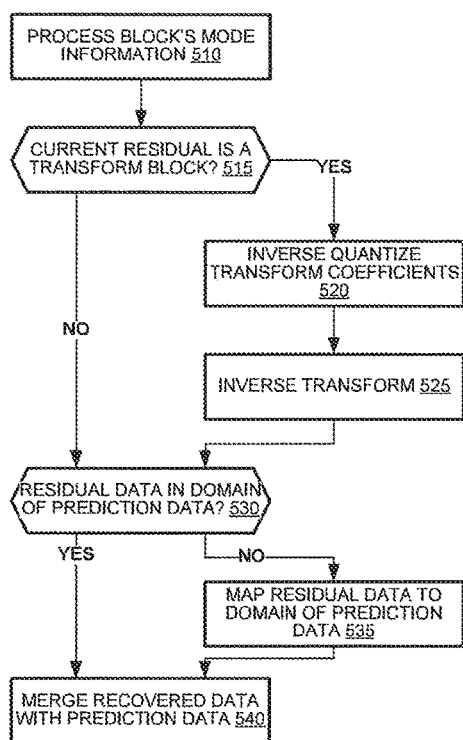 PROCESS BLOCK'S MODE
INFORMATION 510
CURRENT RESIDUAL IS A
TRANSFORM BLOCK? 515
YES
INVERSE QUANTIZE
TRANSFORM COEFFICIENTS
520
NO
INVERSE TRANSFORM 525
RESIDUAL DATA IN DOMAIN
OF PREDICTION DATA? 530
YES
NO
MAP RESIDUAL DATA TO
DOMAIN OF PREDICTION
DATA 535
MERGE RECOVERED DATA
WITH PREDICTION DATA 540